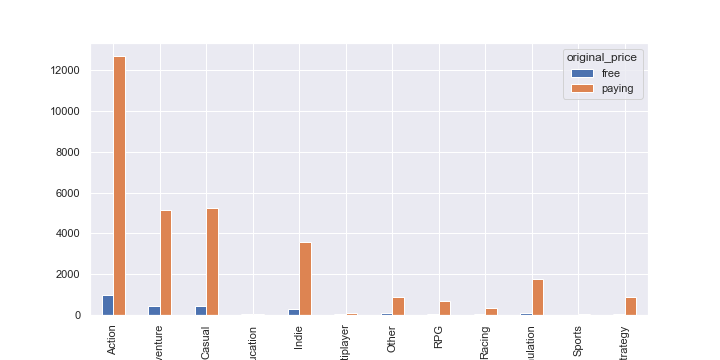 original_price
free
paying
12000
10000
8000
6000
4000
2000
0
Action
venture
Casual
ucation
Indie
tiplayer
Other
RPG
Racing
ulation
Sports
trategy